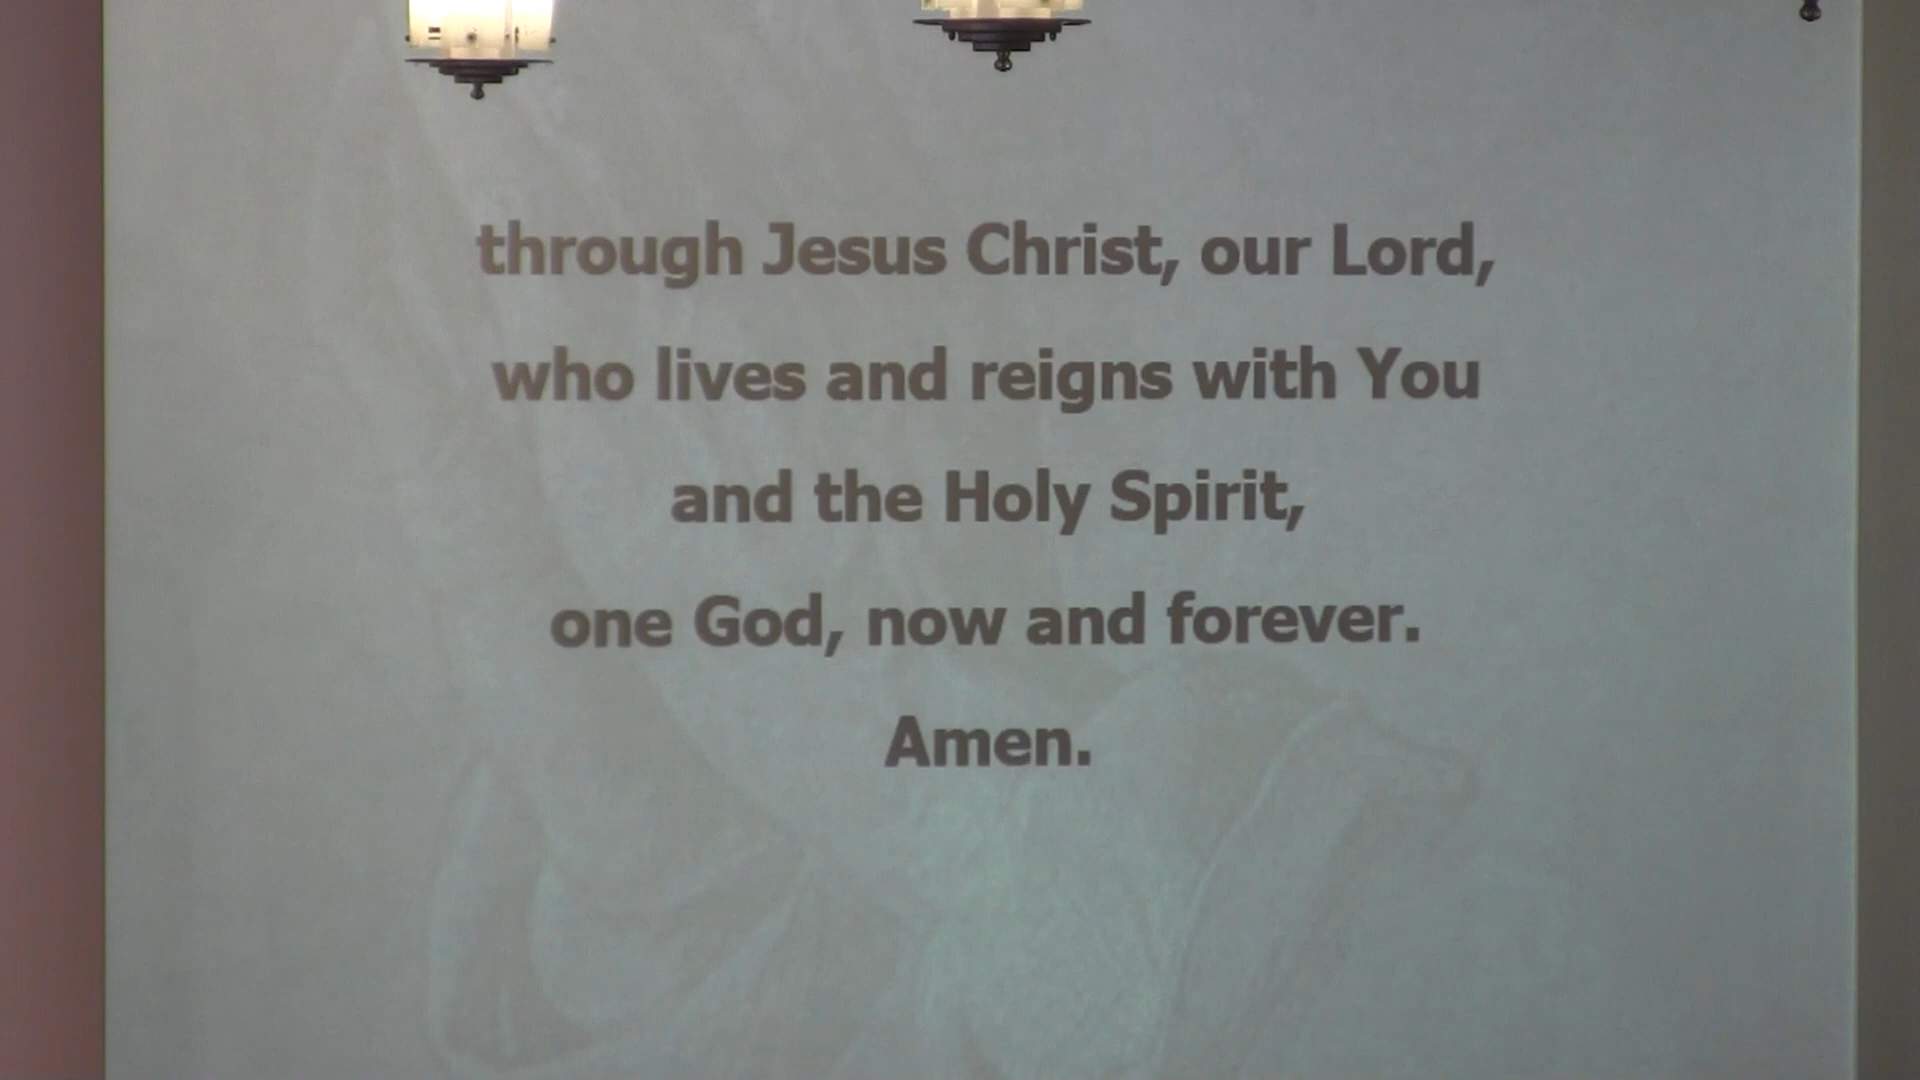 through Jesus Christ, our Lord,
who lives and reigns with You
and the Holy Spirit,
one God, now and forever.
Amen.